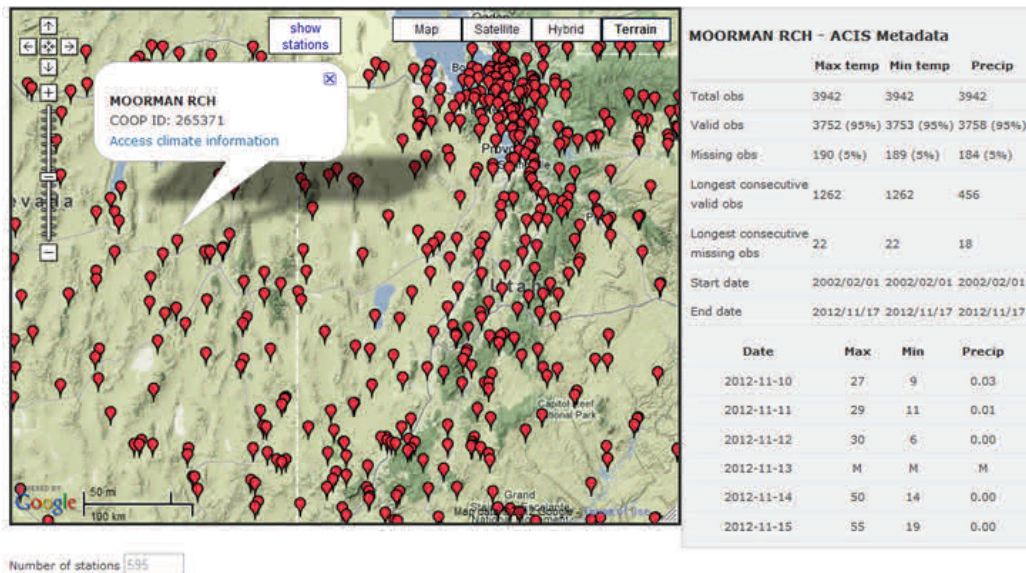 show
stations
Map Satellite Hybrid Terrain
MOORMAN RCH
COOP ID: 265371
Access climate information
Provo
Utah
Capitol Reef
National Park
Grand
POWERED BY
Google
50 mi
100 km
Terms of Use
Number of stations 595
MOORMAN RCH - ACIS Metadata
Max temp Min temp Precip
Total obs 3942 3942 3942
Valid obs 3752 (95%) 3753 (95%) 3758 (95%)
Missing obs 190 (5%) 189 (5%) 184 (5%)
Longest consecutive
valid obs 1262 1262 456
Longest consecutive
missing obs 22 22 18
Start date 2002/02/01 2002/02/01 2002/02/01
End date 2012/11/17 2012/11/17 2012/11/17
Date Max Min Precip
2012-11-10 27 9 0.03
2012-11-11 29 11 0.01
2012-11-12 30 6 0.00
2012-11-13 M M M
2012-11-14 50 14 0.00
2012-11-15 55 19 0.00